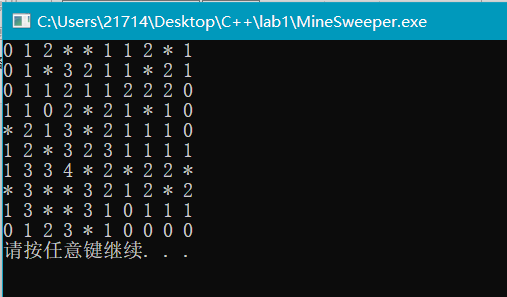 C:\Users\21714\Desktop\C++\lab1\MineSweeper.exe
0 1 2 * * 1 1 2 * 1
0 1 * 3 2 1 1 * 2 1
0 1 1 2 1 1 2 2 2 0
1 1 0 2 * 2 1 * 1 0
* 2 1 3 * 2 1 1 1 0
1 2 * 3 2 3 1 1 1 1
1 3 3 4 * 2 * 2 2 *
* 3 * * 3 2 1 2 * 2
1 3 * * 3 1 0 1 1 1
0 1 2 3 * 1 0 0 0 0
请按任意键继续. . .